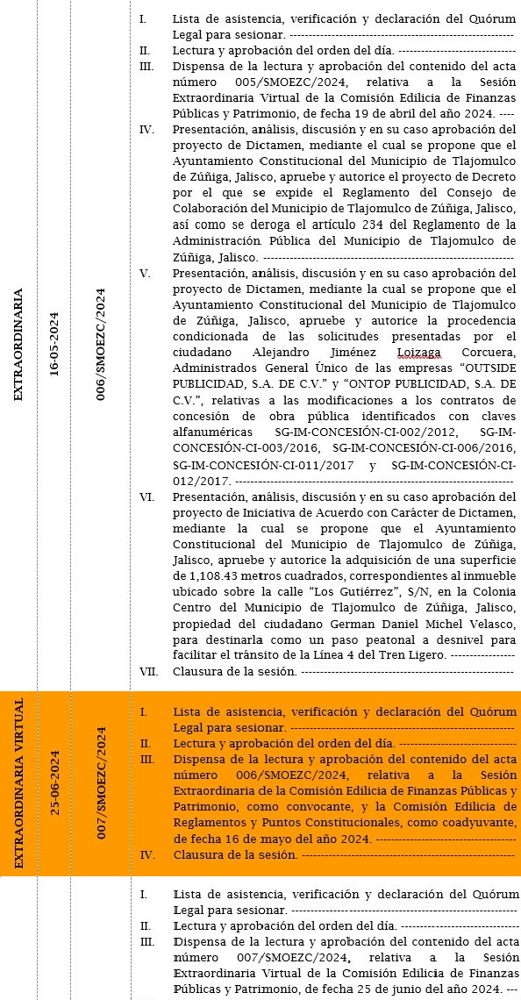 EXTRAORDINARIA
16-05-2024
006/SMOEZC/2024
I. Lista de asistencia, verificación y declaración del Quórum
Legal para sesionar. ---------------------------------------------------------
II. Lectura y aprobación del orden del día. ------------------------------
III. Dispensa de la lectura y aprobación del contenido del acta
número 005/SMOEZC/2024, relativa a la Sesión
Extraordinaria Virtual de la Comisión Edilicia de Finanzas
Públicas y Patrimonio, de fecha 19 de abril del año 2024. ----
IV. Presentación, análisis, discusión y en su caso aprobación del
proyecto de Dictamen, mediante el cual se propone que el
Ayuntamiento Constitucional del Municipio de Tlajomulco
de Zúñiga, Jalisco, apruebe y autorice el proyecto de Decreto
por el que se expide el Reglamento del Consejo de
Colaboración del Municipio de Tlajomulco de Zúñiga, Jalisco,
así como se deroga el artículo 234 del Reglamento de la
Administración Pública del Municipio de Tlajomulco de
Zúñiga, Jalisco. ----------------------------------------------------------------
V. Presentación, análisis, discusión y en su caso aprobación del
proyecto de Dictamen, mediante la cual se propone que el
Ayuntamiento Constitucional del Municipio de Tlajomulco
de Zúñiga, Jalisco, apruebe y autorice la procedencia
condicionada de las solicitudes presentadas por el
ciudadano Alejandro Jiménez Loizaga Corcuera,
Administrados General Único de las empresas “OUTSIDE
PUBLICIDAD, S.A. DE C.V.” y “ONTOP PUBLICIDAD, S.A. DE
C.V.”, relativas a las modificaciones a los contratos de
concesión de obra pública identificados con claves
alfanuméricas SG-IM-CONCESIÓN-CI-002/2012, SG-IM-
CONCESIÓN-CI-003/2016, SG-IM-CONCESIÓN-CI-006/2016,
SG-IM-CONCESIÓN-CI-011/2017 y SG-IM-CONCESIÓN-CI-
012/2017. -----------------------------------------------------------------------
VI. Presentación, análisis, discusión y en su caso aprobación del
proyecto de Iniciativa de Acuerdo con Carácter de Dictamen,
mediante la cual se propone que el Ayuntamiento
Constitucional del Municipio de Tlajomulco de Zúñiga,
Jalisco, apruebe y autorice la adquisición de una superficie
de 1,108.43 metros cuadrados, correspondientes al inmueble
ubicado sobre la calle “Los Gutiérrez”, S/N, en la Colonia
Centro del Municipio de Tlajomulco de Zúñiga, Jalisco,
propiedad del ciudadano German Daniel Michel Velasco,
para destinarla como un paso peatonal a desnivel para
facilitar el tránsito de la Línea 4 del Tren Ligero. -----------------
VII. Clausura de la sesión. -------------------------------------------------------
EXTRAORDINARIA VIRTUAL
25-06-2024
007/SMOEZC/2024
I. Lista de asistencia, verificación y declaración del Quórum
Legal para sesionar. ---------------------------------------------------------
II. Lectura y aprobación del orden del día. ------------------------------
III. Dispensa de la lectura y aprobación del contenido del acta
número 006/SMOEZC/2024, relativa a la Sesión
Extraordinaria de la Comisión Edilicia de Finanzas Públicas y
Patrimonio, como convocante, y la Comisión Edilicia de
Reglamentos y Puntos Constitucionales, como coadyuvante,
de fecha 16 de mayo del año 2024. ------------------------------------
IV. Clausura de la sesión. -------------------------------------------------------
I. Lista de asistencia, verificación y declaración del Quórum
Legal para sesionar. ----------------------------------------------------------
II. Lectura y aprobación del orden del día. ------------------------------
III. Dispensa de la lectura y aprobación del contenido del acta
número 007/SMOEZC/2024, relativa a la Sesión
Extraordinaria Virtual de la Comisión Edilicia de Finanzas
Públicas y Patrimonio, de fecha 25 de junio del año 2024. ---